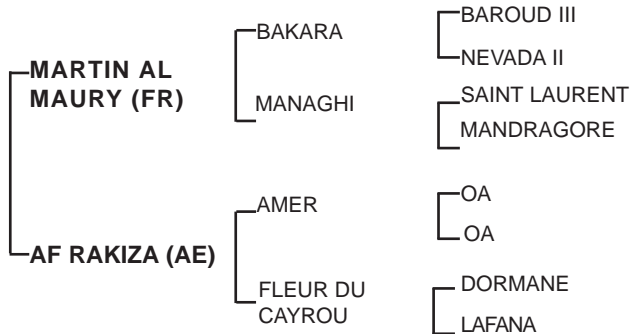 BAROUD III
BAKARA
NEVADA II
MARTIN AL
MAURY (FR)
SAINT LAURENT
MANAGHI
MANDRAGORE
OA
AMER
OA
AF RAKIZA (AE)
DORMANE
FLEUR DU
CAYROU
LAFANA